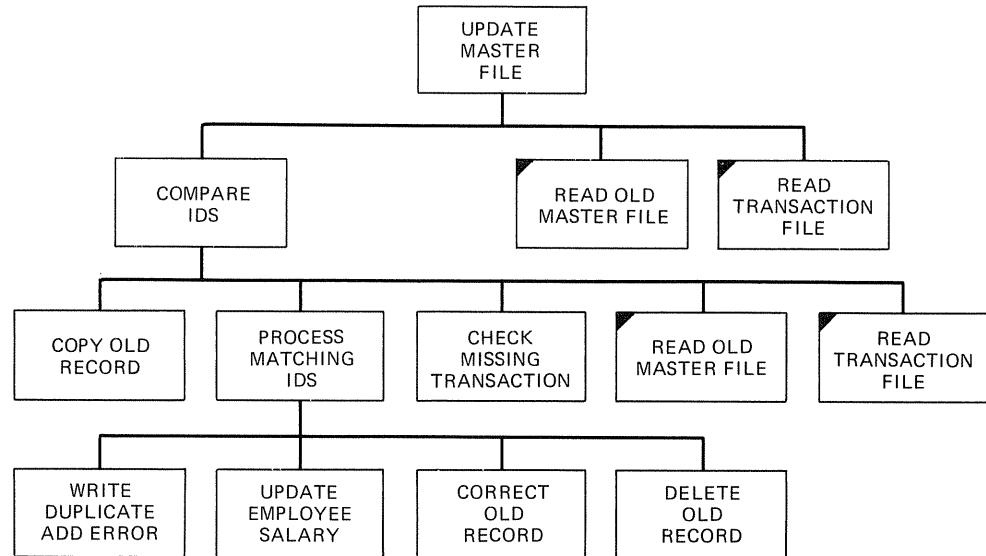 UPDATE
MASTER
FILE
COMPARE
IDS
READ OLD
MASTER FILE
READ
TRANSACTION
FILE
COPY OLD
RECORD
PROCESS
MATCHING
IDS
CHECK
MISSING
TRANSACTION
READ OLD
MASTER FILE
READ
TRANSACTION
FILE
WRITE
DUPLICATE
ADD ERROR
UPDATE
EMPLOYEE
SALARY
CORRECT
OLD
RECORD
DELETE
OLD
RECORD